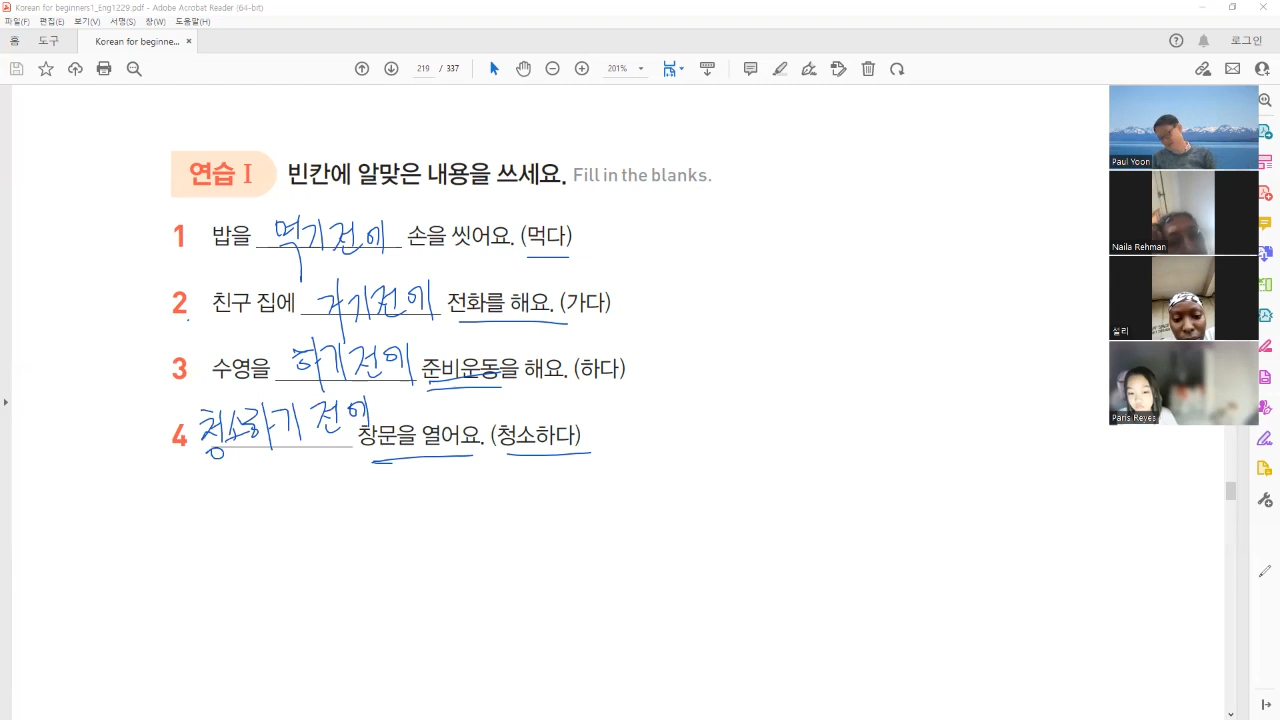 Korean for beginners1_Eng1229.pdf - Adobe Acrobat Reader (64-bit)
파일(F) 편집(E) 보기(V) 서명(S) 창(W) 도움말(H)
홈 도구 Korean for beginne... × 로그인
219 / 337 201%
연습 I 빈칸에 알맞은 내용을 쓰세요. Fill in the blanks.
1 밥을 먹기 전에 손을 씻어요. (먹다)
2 친구 집에 가기 전에 전화를 해요. (가다)
3 수영을 하기 전에 준비운동을 해요. (하다)
4 청소하기 전에 창문을 열어요. (청소하다)
Paul Yoon
Naila Rehman
설리
Paris Reyes